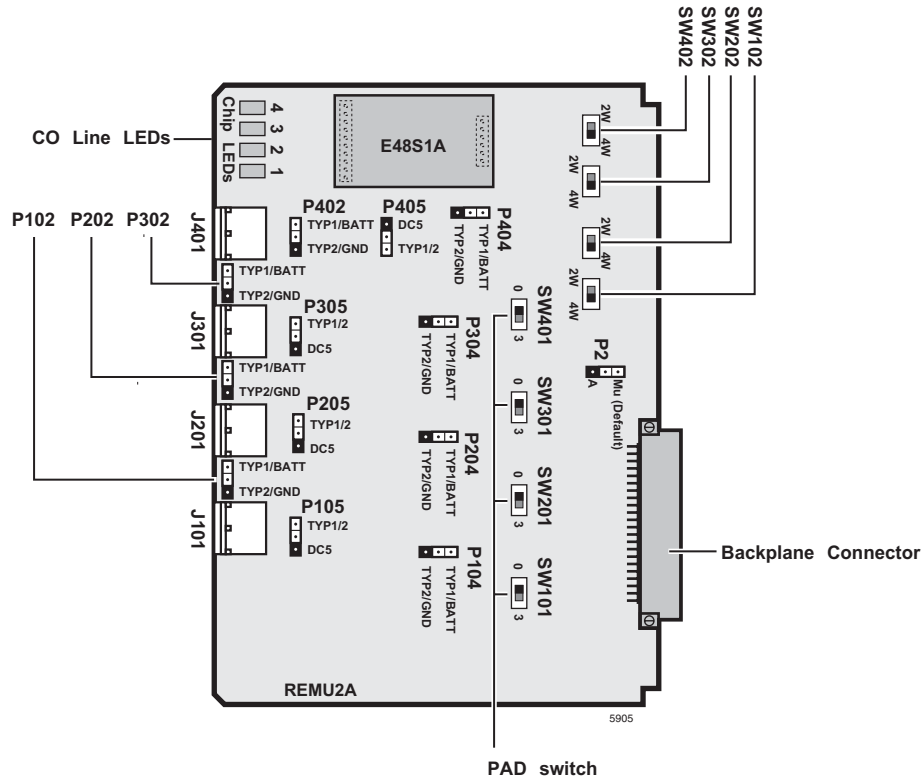 SW402
SW302
SW202
SW102
CO Line LEDs
Chip LEDs
4
3
2
1
E48S1A
2W
4W
2W
4W
2W
4W
2W
4W
P102
P202
P302
J401
P402
TYP1/BATT
TYP2/GND
P405
DC5
TYP1/2
P404
TYP2/GND
TYP1/BATT
TYP1/BATT
TYP2/GND
J301
P305
TYP1/2
DC5
P304
TYP2/GND
TYP1/BATT
0
3
SW401
P2
A
Mu (Default)
TYP1/BATT
TYP2/GND
J201
P205
TYP1/2
DC5
P204
TYP2/GND
TYP1/BATT
0
3
SW301
TYP1/BATT
TYP2/GND
J101
P105
TYP1/2
DC5
P104
TYP2/GND
TYP1/BATT
0
3
SW201
0
3
SW101
Backplane Connector
REMU2A
5905
PAD switch